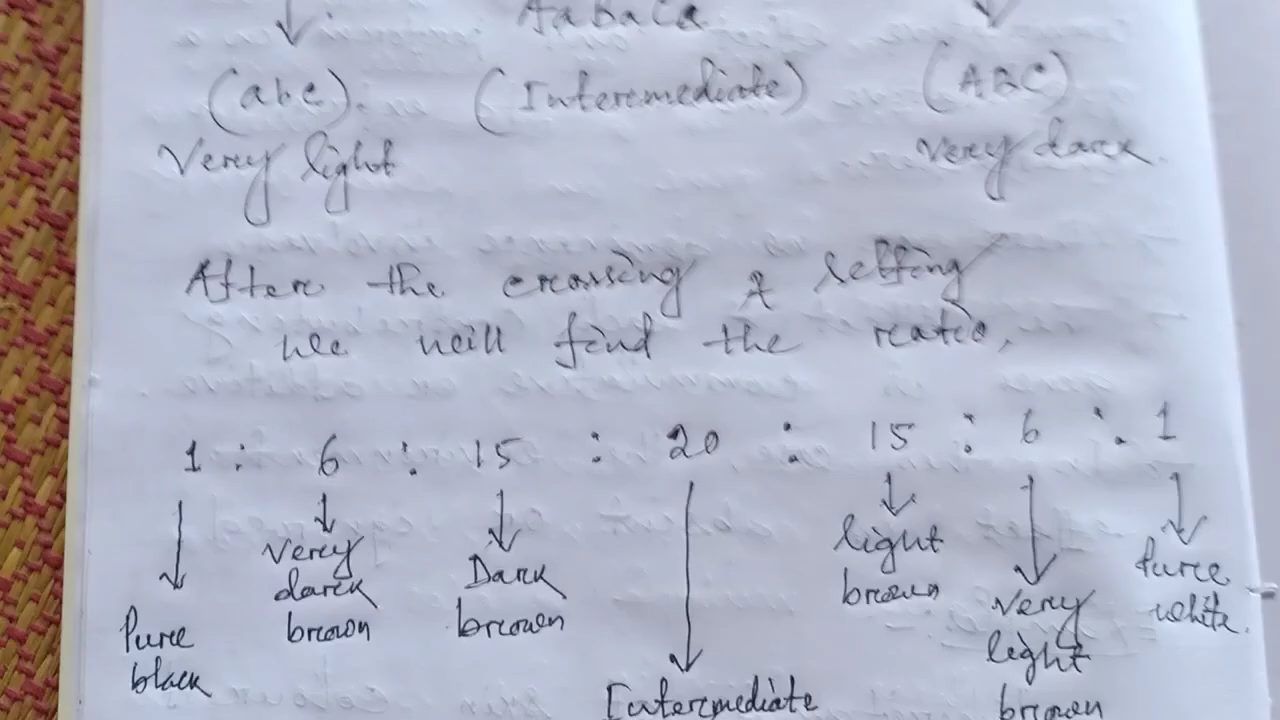 AaBaCa
(abc). (Intermediate) (ABC)
Very light very dark
After the crossing & selfing
we will find the ratio,
1 : 6 : 15 : 20 : 15 : 6 : 1
Pure black
Very dark brown
Dark brown
Intermediate
light brown
very light brown
Pure white.